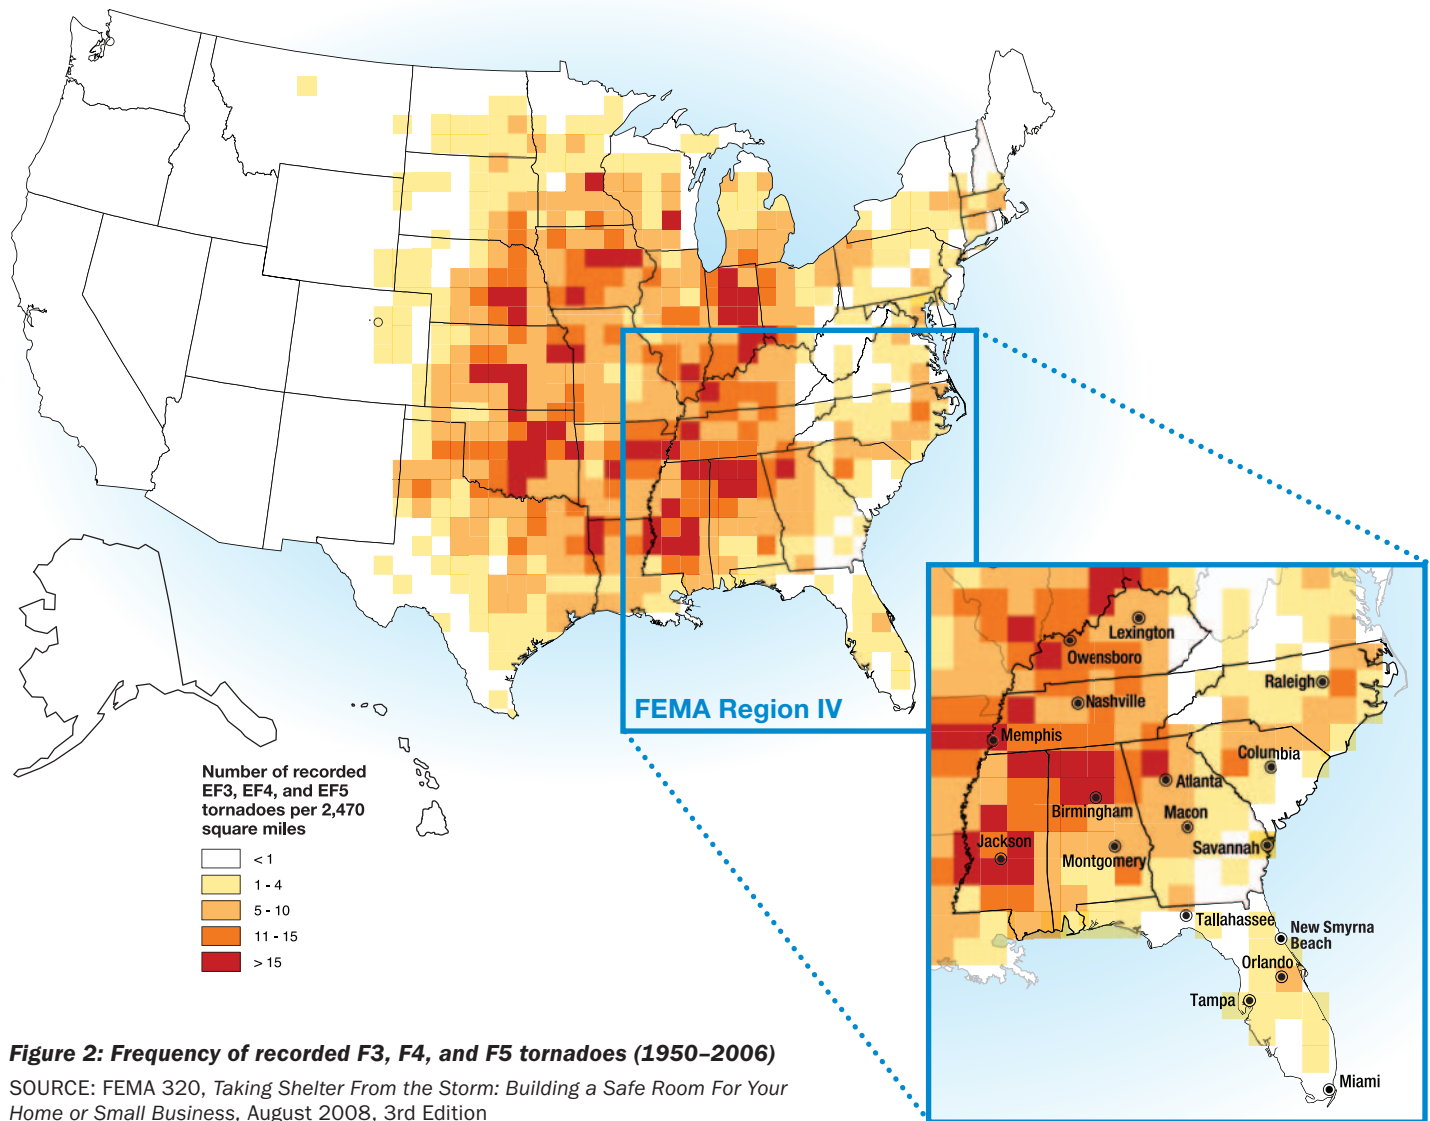 FEMA Region IV
Number of recorded
EF3, EF4, and EF5
tornadoes per 2,470
square miles
< 1
1 - 4
5 - 10
11 - 15
> 15
Lexington
Owensboro
Raleigh
Nashville
Memphis
Columbia
Atlanta
Birmingham
Macon
Jackson
Montgomery
Savannah
Tallahassee
New Smyrna
Beach
Orlando
Tampa
Miami
Figure 2: Frequency of recorded F3, F4, and F5 tornadoes (1950–2006)
SOURCE: FEMA 320, Taking Shelter From the Storm: Building a Safe Room For Your
Home or Small Business, August 2008, 3rd Edition